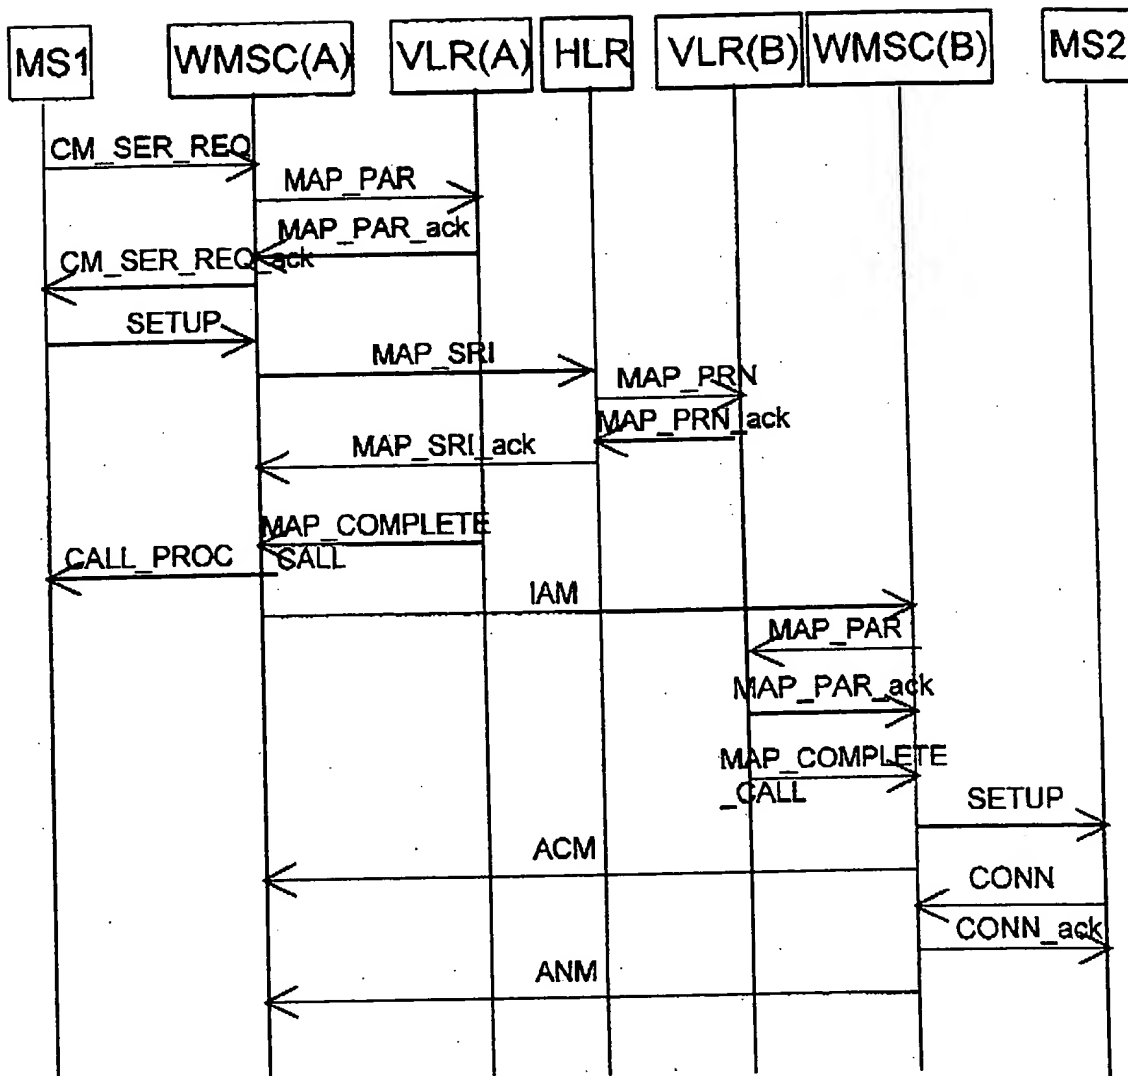 MS1 WMSC(A) VLR(A) HLR VLR(B) WMSC(B) MS2
CM_SER_REQ
MAP_PAR
MAP_PAR_ack
CM_SER_REQ_ack
SETUP
MAP_SRI
MAP_PRN
MAP_PRN_ack
MAP_SRI_ack
MAP_COMPLETE
CALL
CALL_PROC
IAM
MAP_PAR
MAP_PAR_ack
MAP_COMPLETE
_CALL
SETUP
ACM
CONN
CONN_ack
ANM